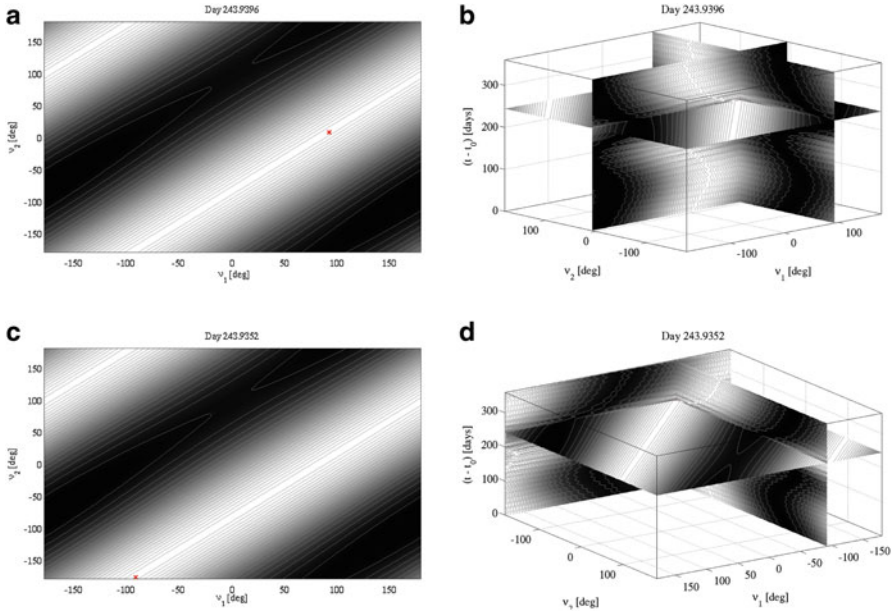 a
Day 243.9396
ν2 [deg]
150
100
50
0
-50
-100
-150
-150 -100 -50 0 50 100 150
ν1 [deg]
b
Day 243.9396
(t - t0) [days]
300
200
100
0
100 0 -100
ν2 [deg]
-100 0 100
ν1 [deg]
c
Day 243.9352
ν2 [deg]
150
100
50
0
-50
-100
-150
-150 -100 -50 0 50 100 150
ν1 [deg]
d
Day 243.9352
(t - t0) [days]
300
200
100
0
-100 0 100
ν2 [deg]
150 100 50 0 -50 -100 -150
ν1 [deg]